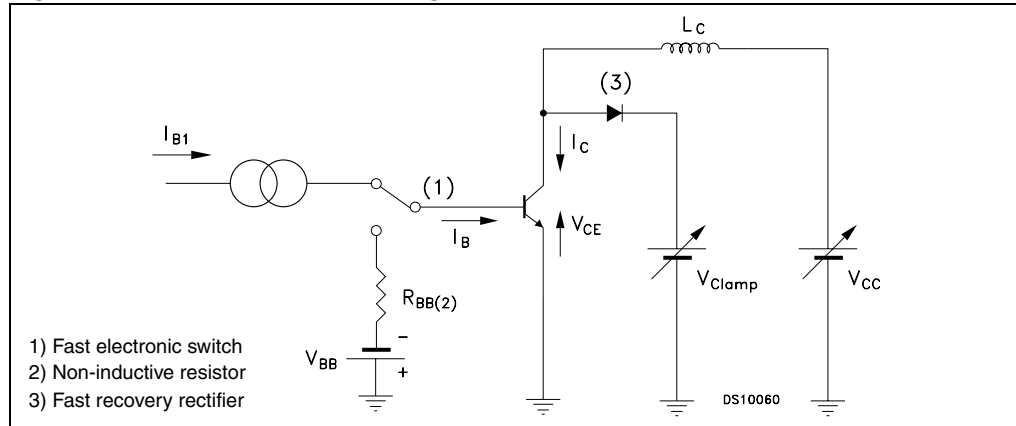 L_C
(3)
I_B1
I_C
(1)
I_B
V_CE
V_Clamp
V_CC
R_BB(2)
V_BB
-
+
1) Fast electronic switch
2) Non-inductive resistor
3) Fast recovery rectifier
DS10060